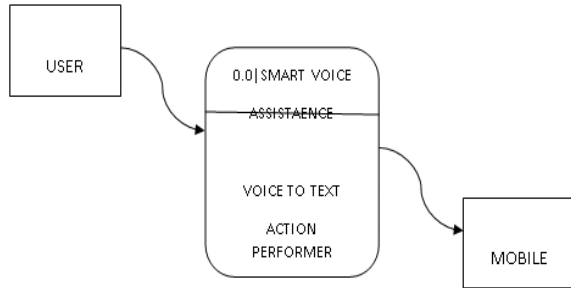 USER
0.0|SMART VOICE
ASSISTAENCE
VOICE TO TEXT
ACTION
PERFORMER
MOBILE